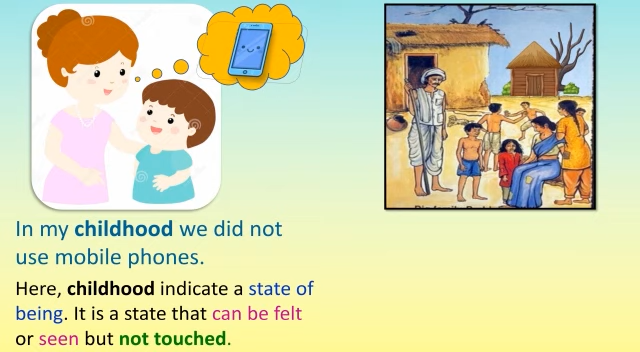 In my childhood we did not
use mobile phones.
Here, childhood indicate a state of
being. It is a state that can be felt
or seen but not touched.